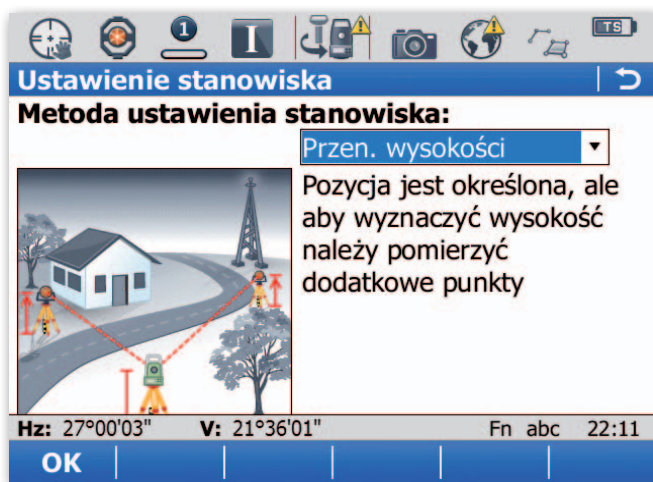 1
I
TS
Ustawienie stanowiska
Metoda ustawienia stanowiska:
Przen. wysokości
Pozycja jest określona, ale
aby wyznaczyć wysokość
należy pomierzyć
dodatkowe punkty
Hz: 27°00'03" V: 21°36'01" Fn abc 22:11
OK